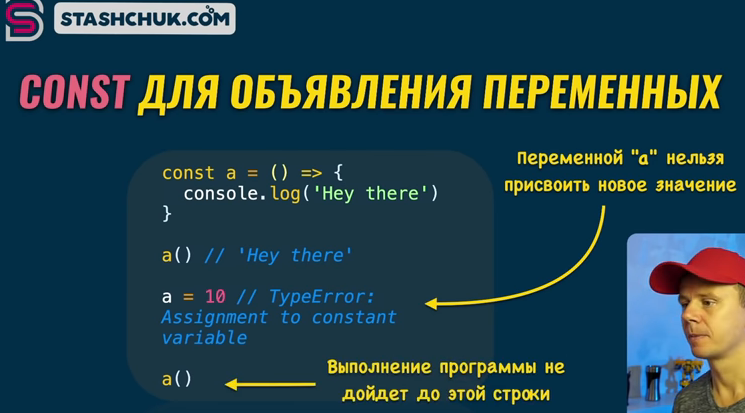 STASHCHUK.COM
CONST ДЛЯ ОБЪЯВЛЕНИЯ ПЕРЕМЕННЫХ
const a = () => {
  console.log('Hey there')
}
Переменной "a" нельзя
присвоить новое значение
a() // 'Hey there'
a = 10 // TypeError:
Assignment to constant
variable
a()
Выполнение программы не
дойдет до этой строки